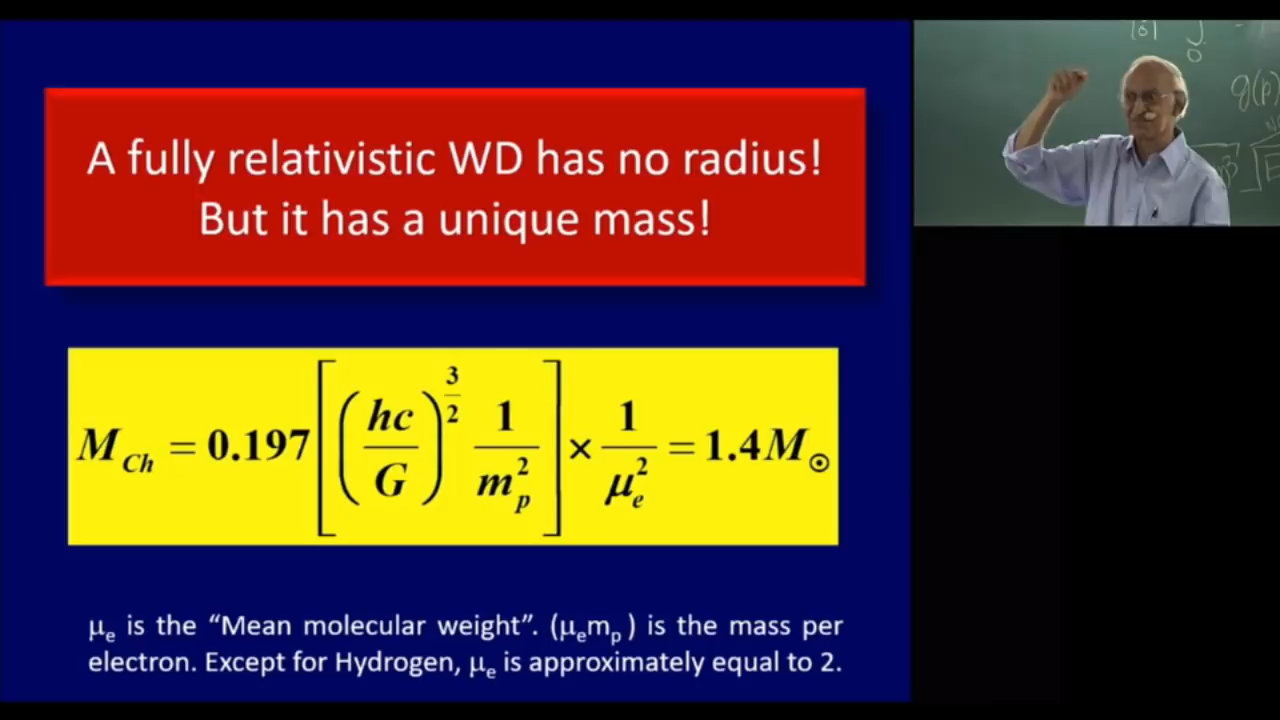 A fully relativistic WD has no radius!
But it has a unique mass!
M_Ch = 0.197 [ (hc/G)^(3/2) 1/m_p^2 ] × 1/μ_e^2 = 1.4 M_⊙
μ_e is the “Mean molecular weight”. (μ_e m_p ) is the mass per
electron. Except for Hydrogen, μ_e is approximately equal to 2.
g(p)